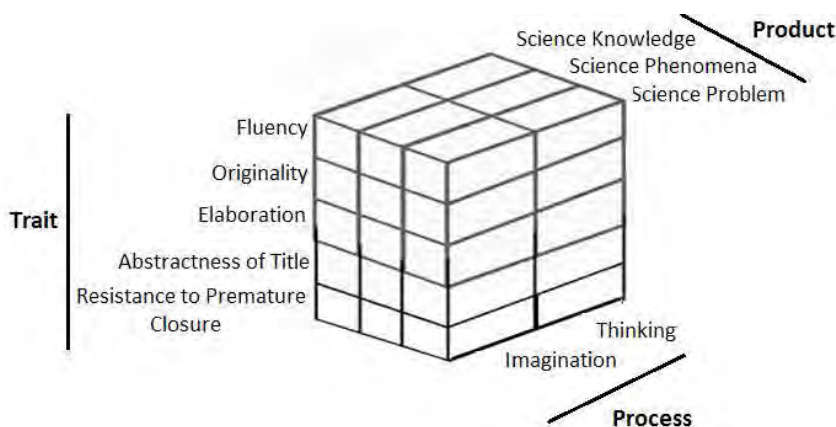 Product
Science Knowledge
Science Phenomena
Science Problem
Fluency
Originality
Elaboration
Trait
Abstractness of Title
Resistance to Premature
Closure
Thinking
Imagination
Process